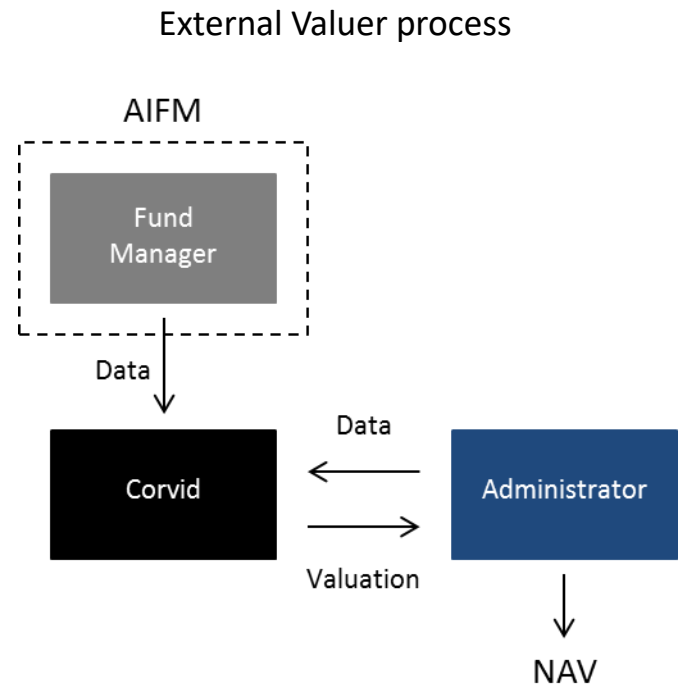 External Valuer process
AIFM
Fund
Manager
Data
Data
Corvid
Administrator
Valuation
NAV